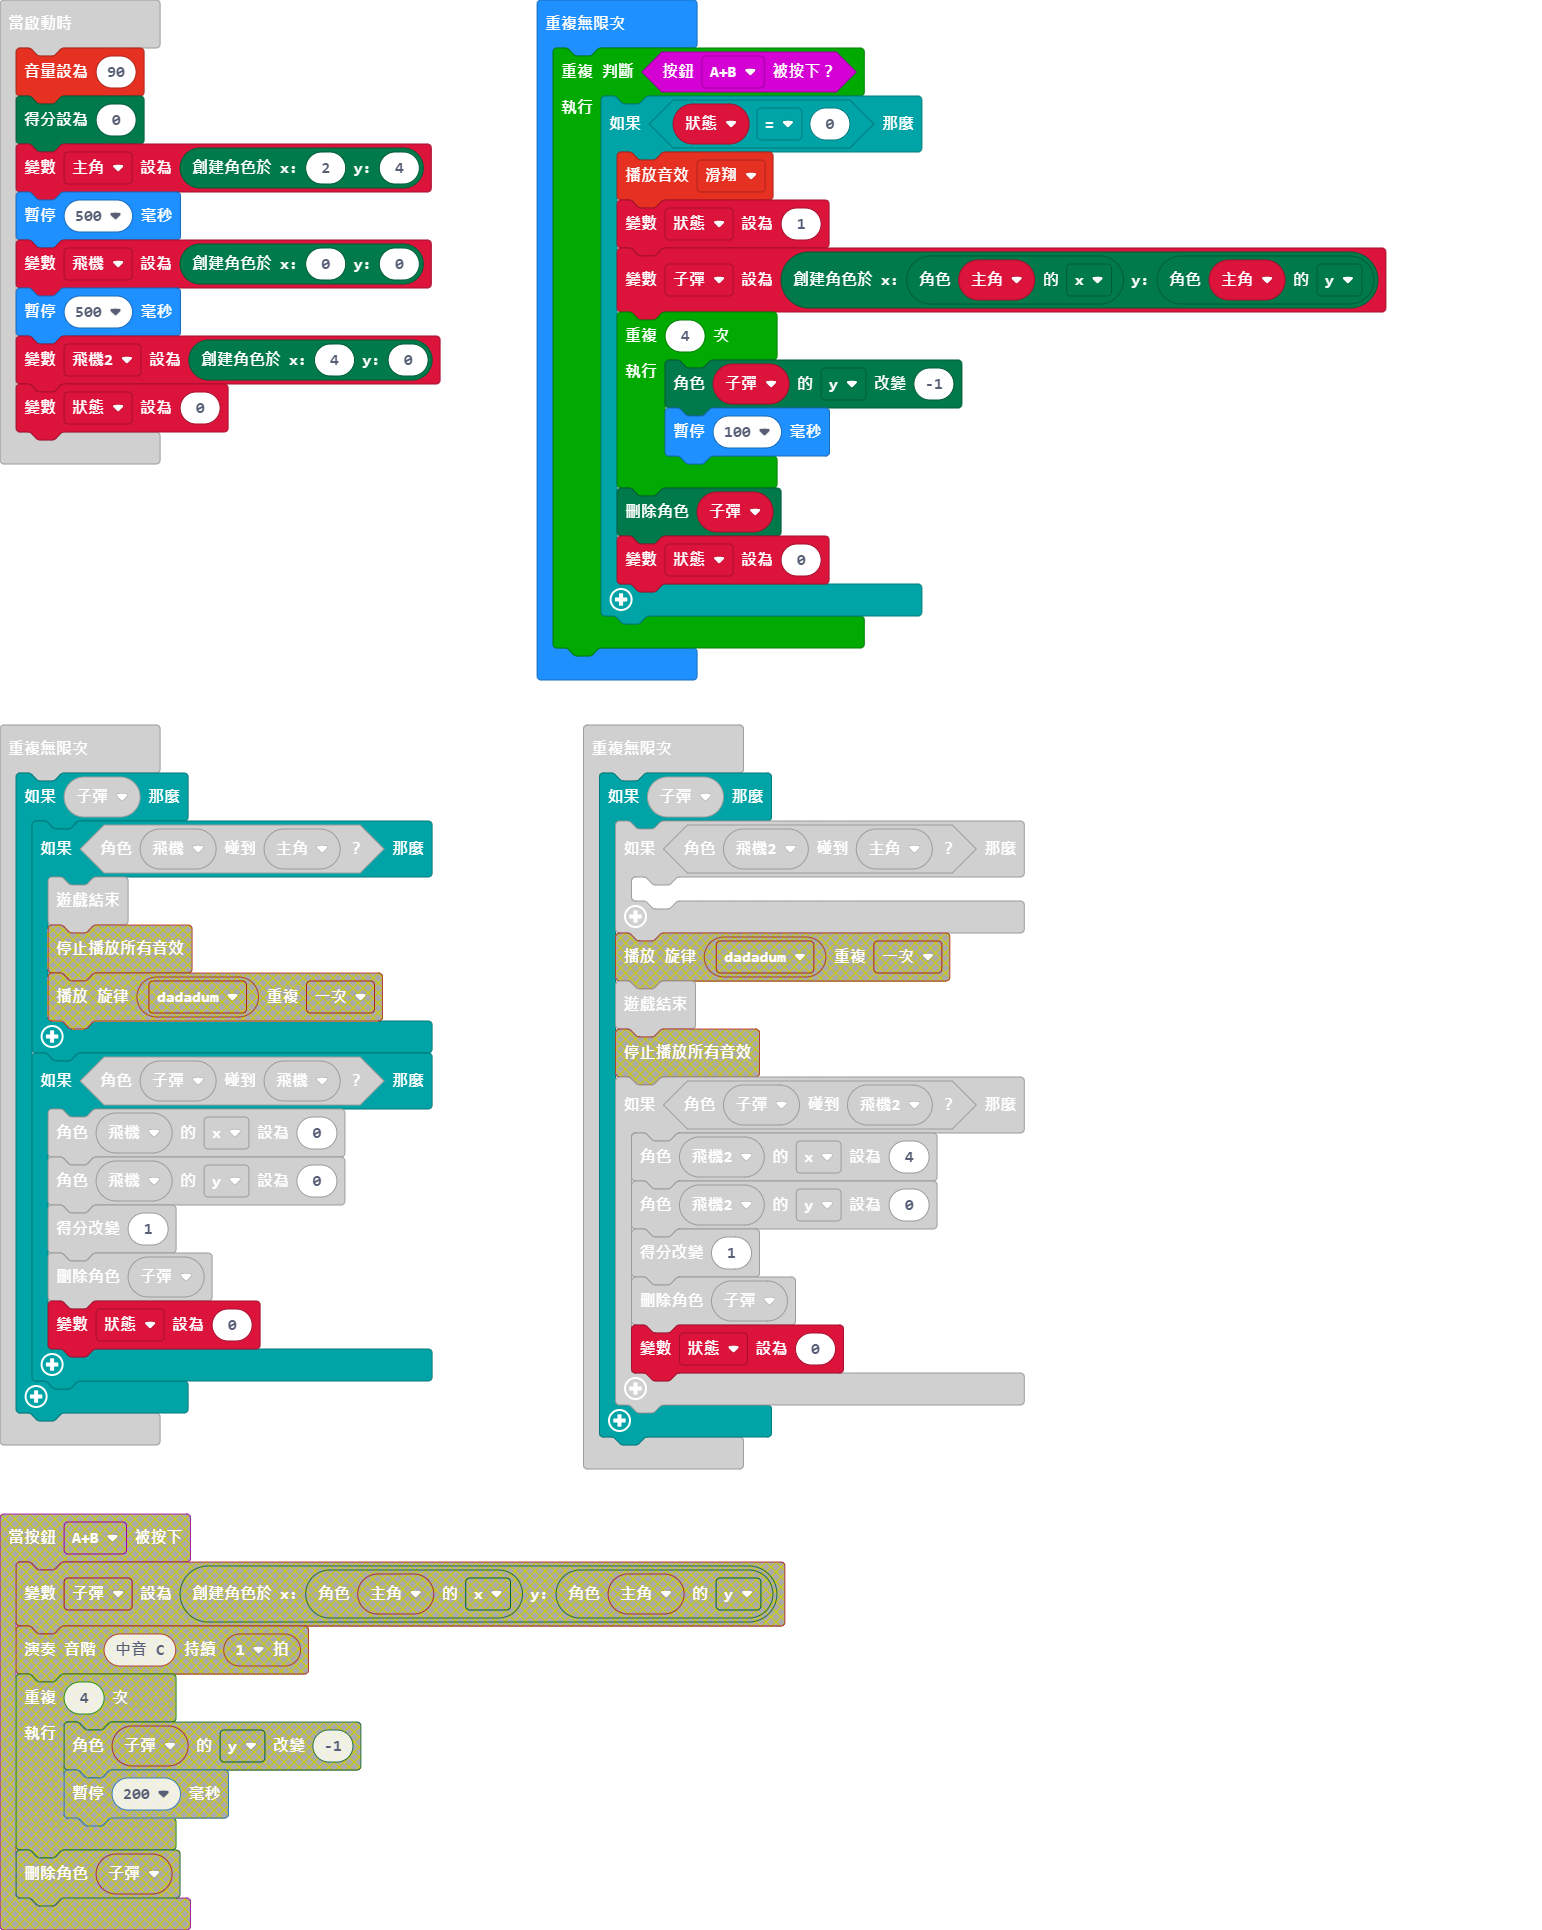 當啟動時
音量設為 90
得分設為 0
變數 主角 設為 創建角色於 x: 2 y: 4
暫停 500 毫秒
變數 飛機 設為 創建角色於 x: 0 y: 0
暫停 500 毫秒
變數 飛機2 設為 創建角色於 x: 4 y: 0
變數 狀態 設為 0
重複無限次
重複 判斷 按鈕 A+B 被按下？
執行
如果 狀態 = 0 那麼
播放音效 滑翔
變數 狀態 設為 1
變數 子彈 設為 創建角色於 x: 角色 主角 的 x y: 角色 主角 的 y
重複 4 次
執行
角色 子彈 的 y 改變 -1
暫停 100 毫秒
刪除角色 子彈
變數 狀態 設為 0
重複無限次
如果 子彈 那麼
如果 角色 飛機 碰到 主角 ？ 那麼
遊戲結束
停止播放所有音效
播放 旋律 dadadum 重複 一次
如果 角色 子彈 碰到 飛機 ？ 那麼
角色 飛機 的 x 設為 0
角色 飛機 的 y 設為 0
得分改變 1
刪除角色 子彈
變數 狀態 設為 0
重複無限次
如果 子彈 那麼
如果 角色 飛機2 碰到 主角 ？ 那麼
播放 旋律 dadadum 重複 一次
遊戲結束
停止播放所有音效
如果 角色 子彈 碰到 飛機2 ？ 那麼
角色 飛機2 的 x 設為 4
角色 飛機2 的 y 設為 0
得分改變 1
刪除角色 子彈
變數 狀態 設為 0
當按鈕 A+B 被按下
變數 子彈 設為 創建角色於 x: 角色 主角 的 x y: 角色 主角 的 y
演奏 音階 中音 C 持續 1 拍
重複 4 次
執行
角色 子彈 的 y 改變 -1
暫停 200 毫秒
刪除角色 子彈